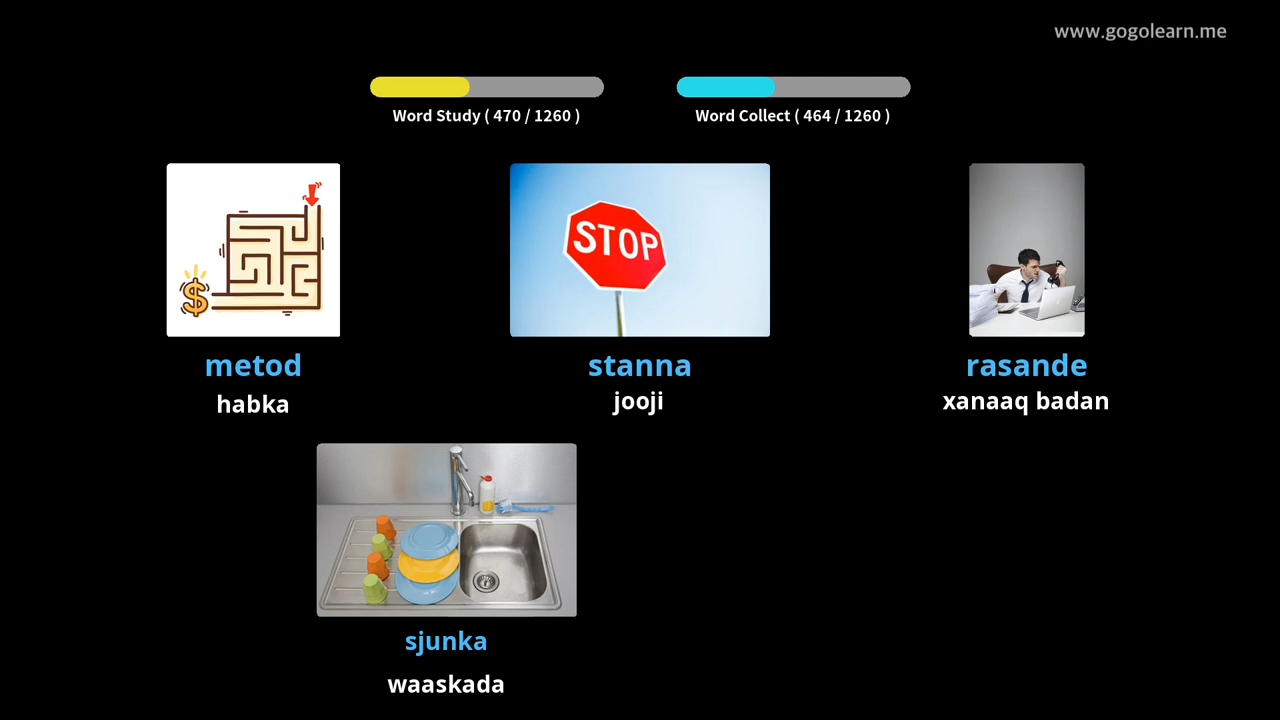 www.gogolearn.me
Word Study ( 470 / 1260 )
Word Collect ( 464 / 1260 )
STOP
metod
stanna
rasande
habka
jooji
xanaaq badan
sjunka
waaskada